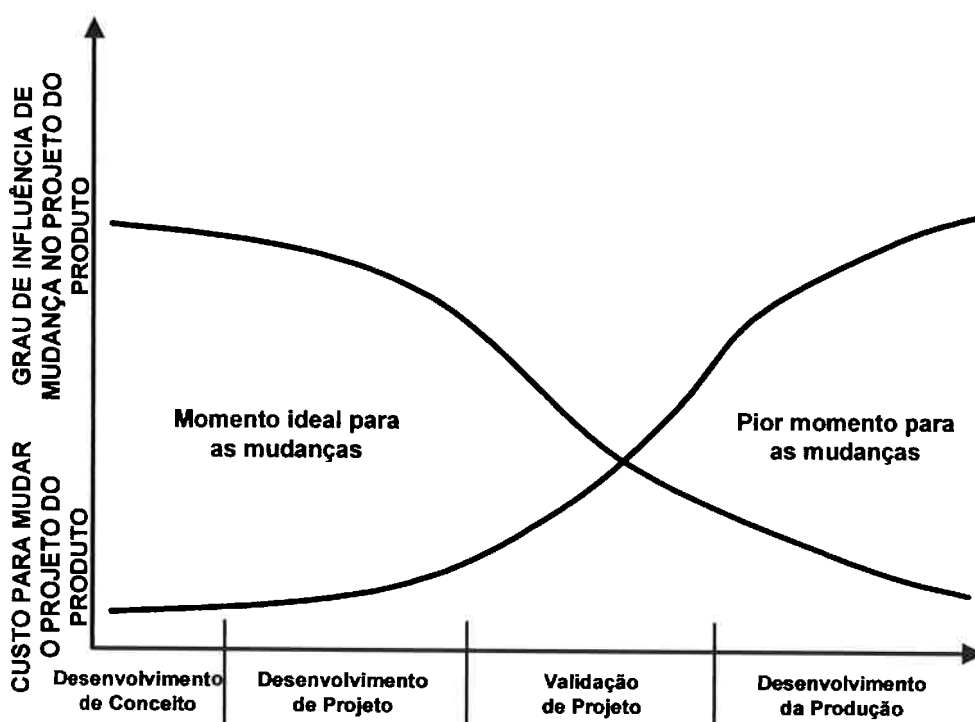 GRAU DE INFLUÊNCIA DE
MUDANÇA NO PROJETO DO
PRODUTO
CUSTO PARA MUDAR
O PROJETO DO
PRODUTO
Momento ideal para
as mudanças
Pior momento para
as mudanças
Desenvolvimento
de Conceito
Desenvolvimento
de Projeto
Validação
de Projeto
Desenvolvimento
da Produção